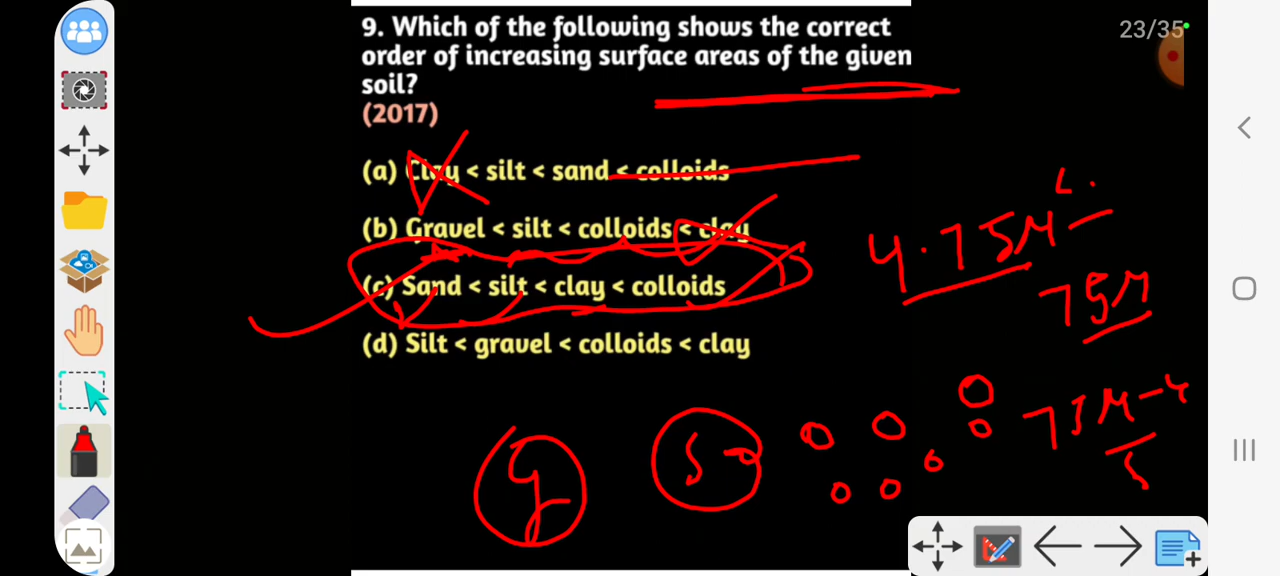 23/35
9. Which of the following shows the correct
order of increasing surface areas of the given
soil?
(2017)
(a) Clay < silt < sand < colloids
(b) Gravel < silt < colloids < clay
(c) Sand < silt < clay < colloids
(d) Silt < gravel < colloids < clay
4.75M
75M
g